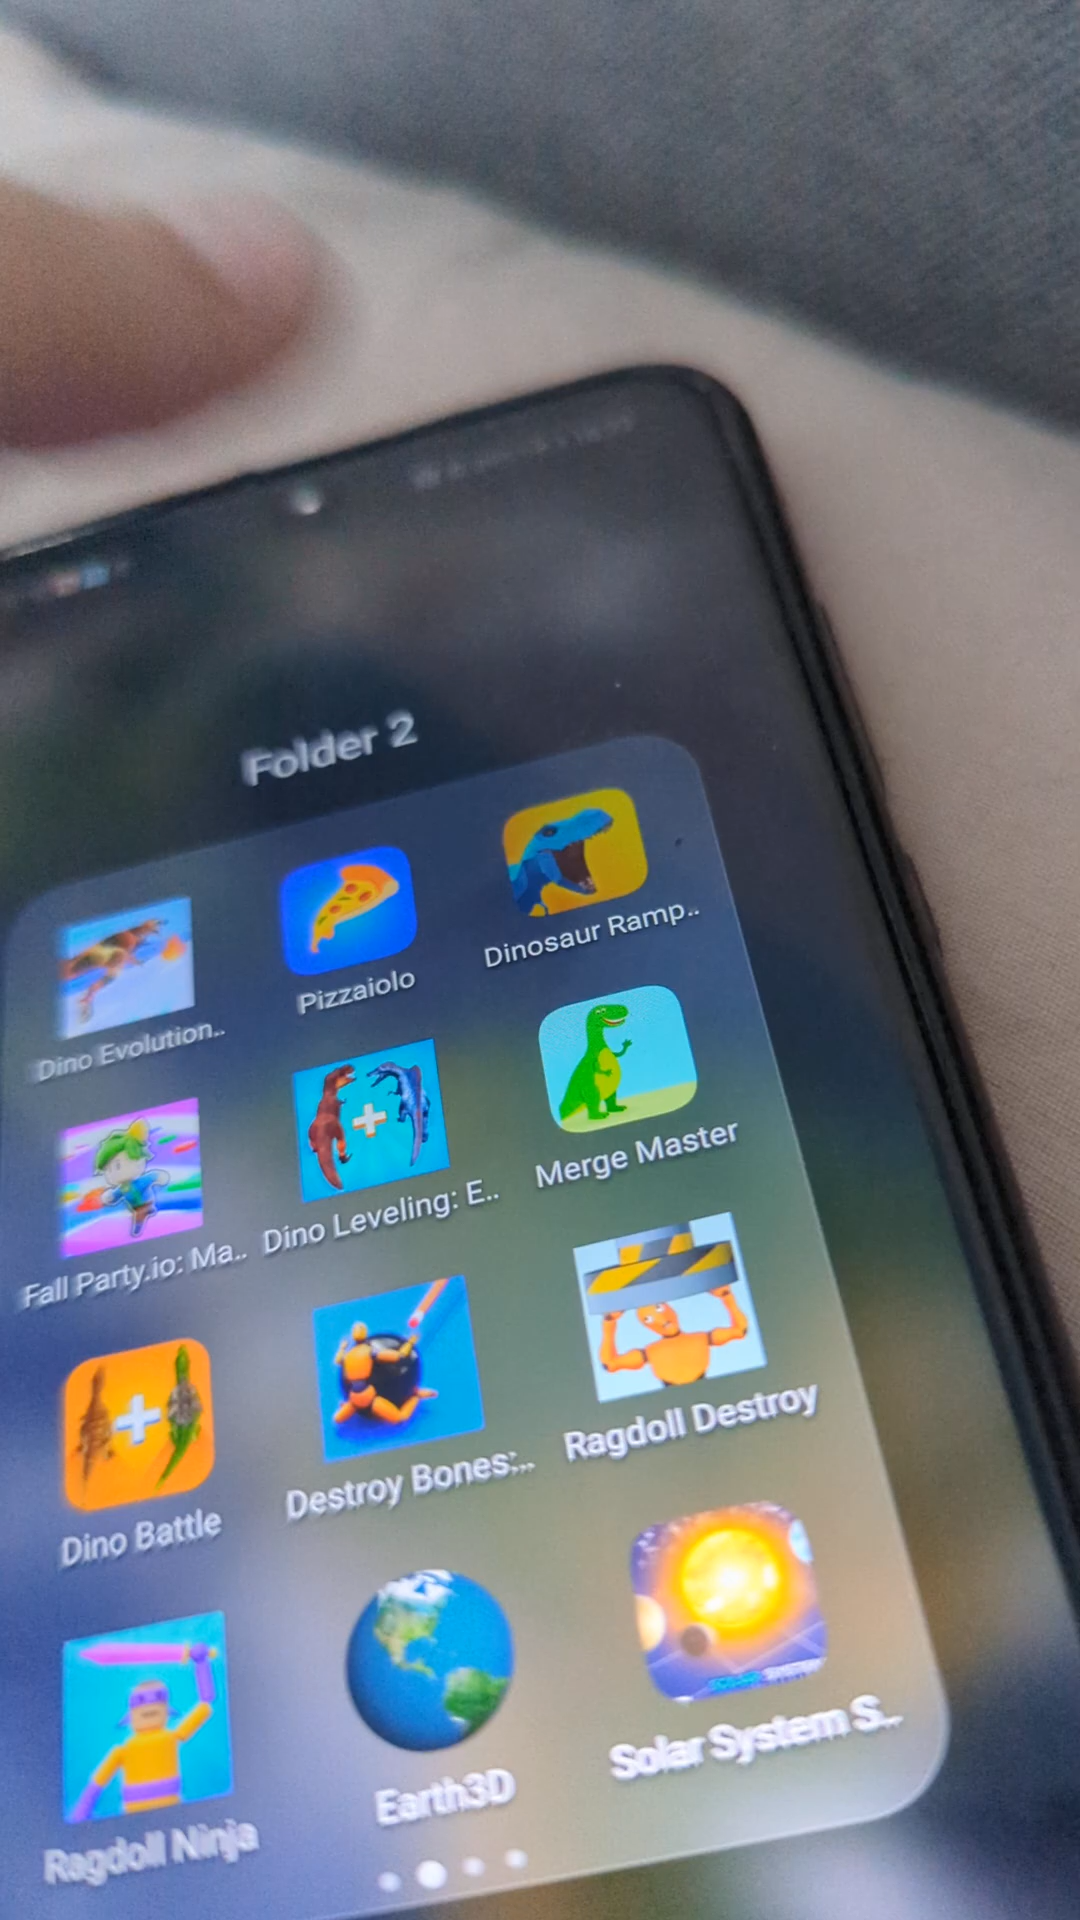 Folder 2
Dino Evolution..
Pizzaiolo
Dinosaur Ramp..
Fall Party.io: Ma..
Dino Leveling: E..
Merge Master
Dino Battle
Destroy Bones:..
Ragdoll Destroy
Ragdoll Ninja
Earth3D
Solar System S..